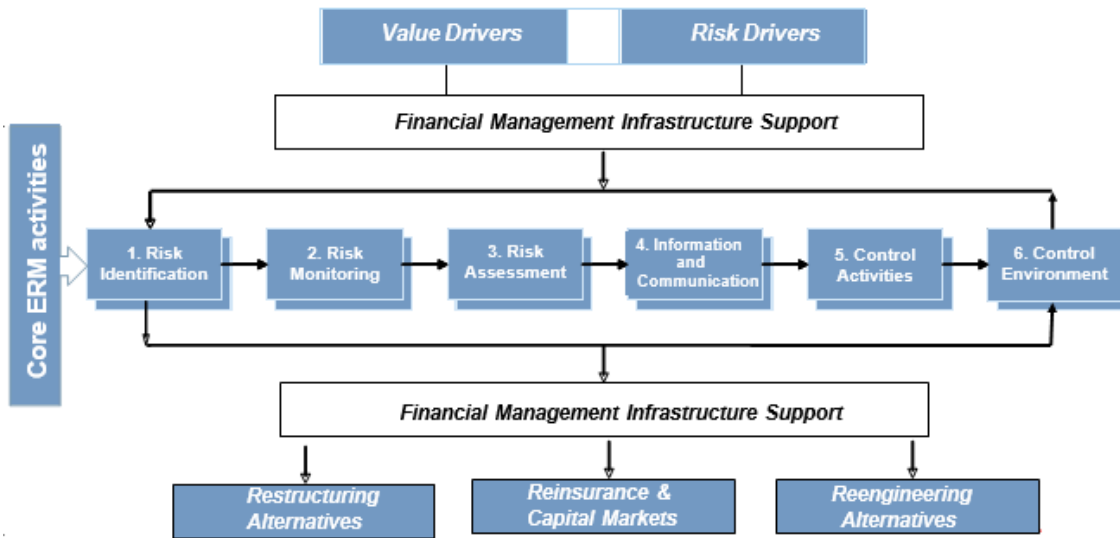 Value Drivers
Risk Drivers
Financial Management Infrastructure Support
Core ERM activities
1. Risk
Identification
2. Risk
Monitoring
3. Risk
Assessment
4. Information
and
Communication
5. Control
Activities
6. Control
Environment
Financial Management Infrastructure Support
Restructuring
Alternatives
Reinsurance &
Capital Markets
Reengineering
Alternatives